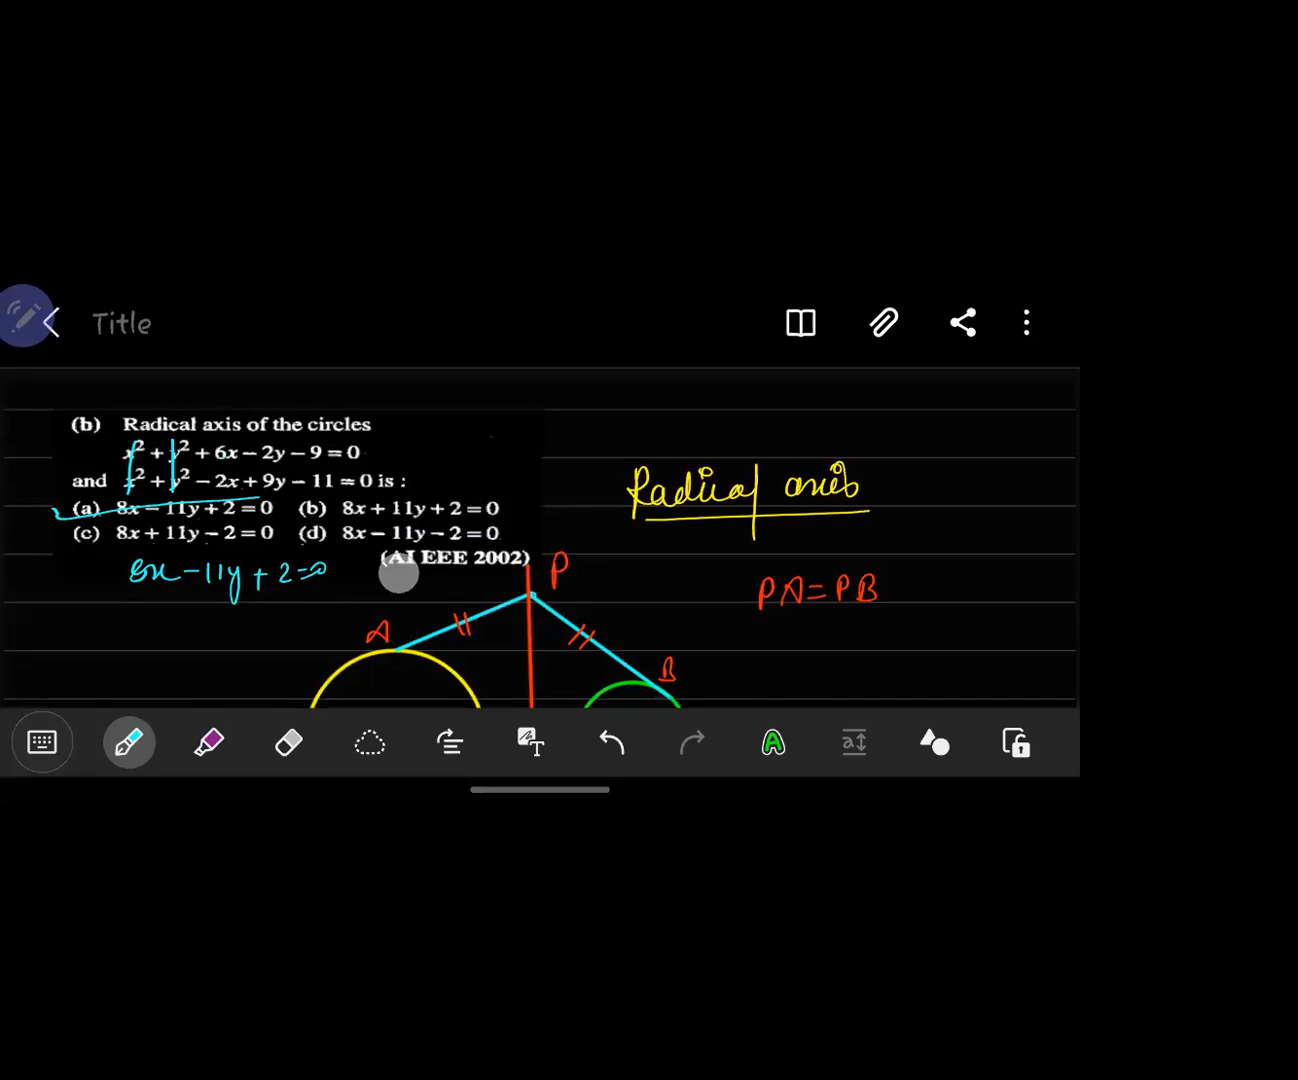 Title
(b) Radical axis of the circles
x² + y² + 6x − 2y − 9 = 0
and x² + y² − 2x + 9y − 11 = 0 is :
(a) 8x − 11y + 2 = 0 (b) 8x + 11y + 2 = 0
(c) 8x + 11y − 2 = 0 (d) 8x − 11y − 2 = 0
(AI EEE 2002)
8x − 11y + 2 = 0
Radical axis
PA = PB
P
A
B
A
a
T